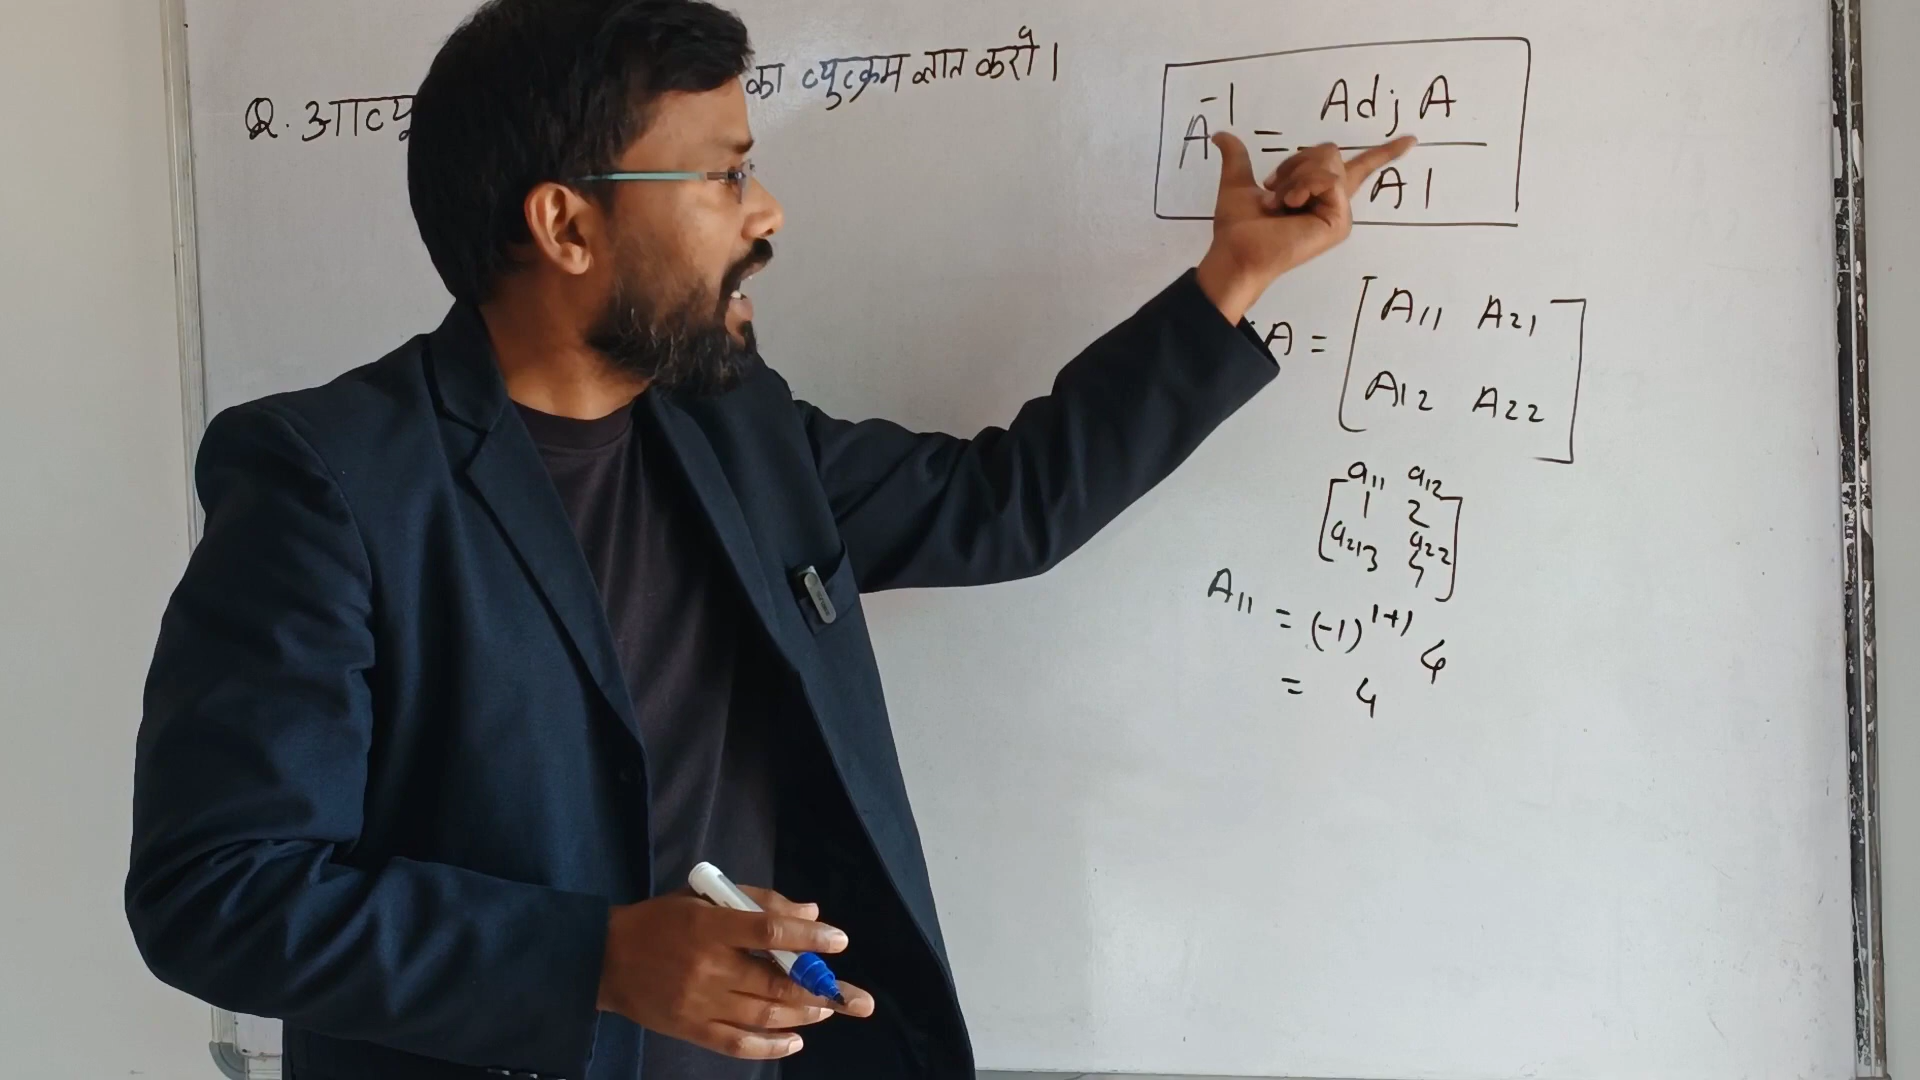 Q. आव्यू का व्युत्क्रम ज्ञात करो।
A⁻¹ = Adj A
A|
A = [A₁₁ A₂₁
A₁₂ A₂₂]
a₁₁ a₁₂
[1 2
a₂₁ 3 a₂₂
4]
A₁₁ = (-1)¹⁺¹ 4
= 4